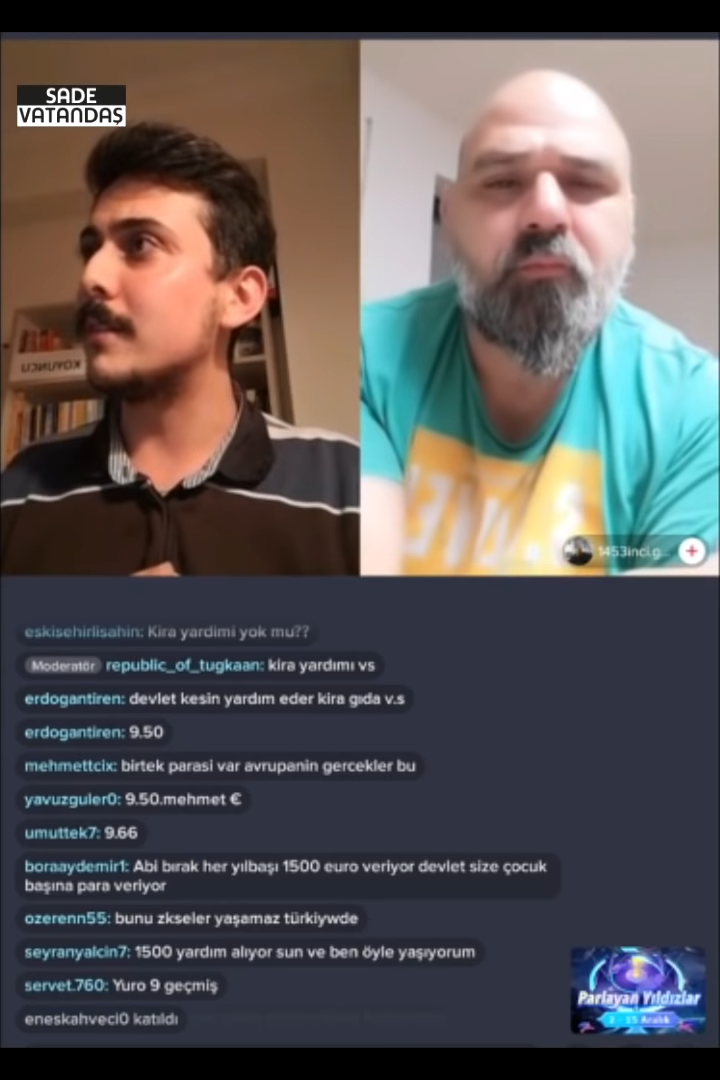 SADE
VATANDAŞ
KOYUNCU
1453inci.g...
eskisehirlisahin: Kira yardimi yok mu??
Moderatör republic_of_tugkaan: kira yardımı vs
erdogantiren: devlet kesin yardım eder kira gıda v.s
erdogantiren: 9.50
mehmettcix: birtek parasi var avrupanin gercekler bu
yavuzguler0: 9.50.mehmet €
umuttek7: 9.66
boraaydemir1: Abi bırak her yılbaşı 1500 euro veriyor devlet size çocuk
başına para veriyor
ozerenn55: bunu zkseler yaşamaz türkiywde
seyranyalcin7: 1500 yardım alıyor sun ve ben öyle yaşıyorum
servet.760: Yuro 9 geçmiş
eneskahveci0 katıldı
Parlayan Yıldızlar
2 - 15 Aralık